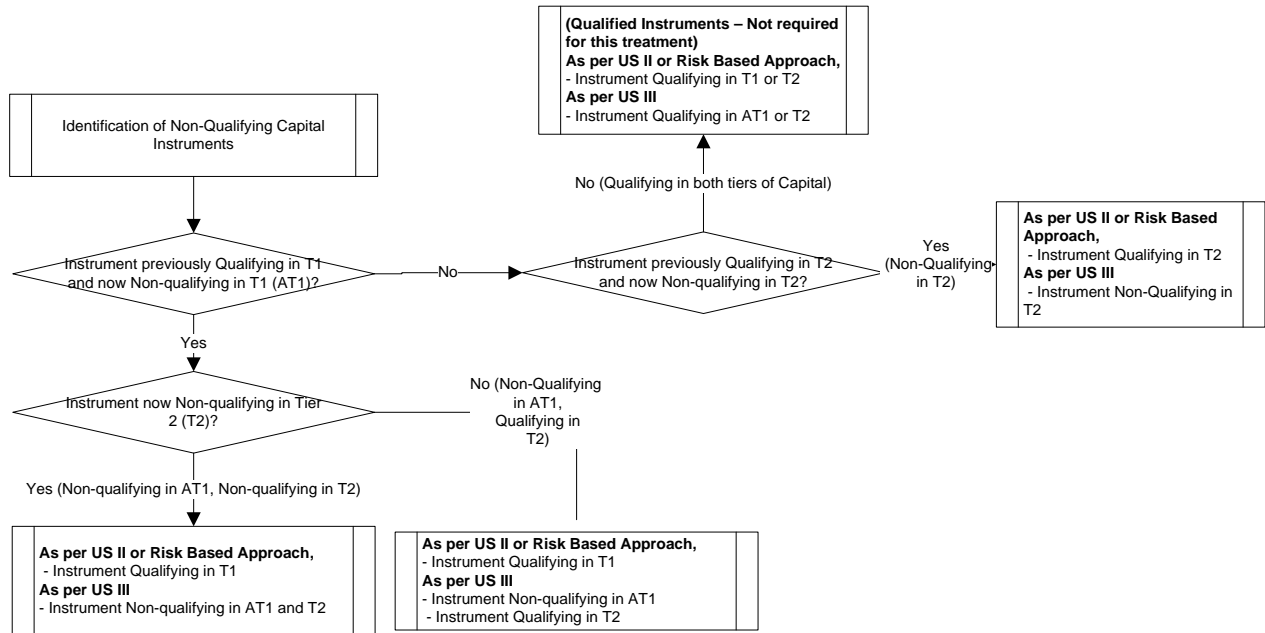 (Qualified Instruments – Not required
for this treatment)
As per US II or Risk Based Approach,
- Instrument Qualifying in T1 or T2
As per US III
- Instrument Qualifying in AT1 or T2
Identification of Non-Qualifying Capital
Instruments
No (Qualifying in both tiers of Capital)
Instrument previously Qualifying in T1
and now Non-qualifying in T1 (AT1)?
No
Instrument previously Qualifying in T2
and now Non-qualifying in T2?
Yes
(Non-Qualifying
in T2)
As per US II or Risk Based
Approach,
- Instrument Qualifying in T2
As per US III
- Instrument Non-Qualifying in
T2
Yes
Instrument now Non-qualifying in Tier
2 (T2)?
No (Non-Qualifying
in AT1,
Qualifying in
T2)
Yes (Non-qualifying in AT1, Non-qualifying in T2)
As per US II or Risk Based Approach,
- Instrument Qualifying in T1
As per US III
- Instrument Non-qualifying in AT1 and T2
As per US II or Risk Based Approach,
- Instrument Qualifying in T1
As per US III
- Instrument Non-qualifying in AT1
- Instrument Qualifying in T2